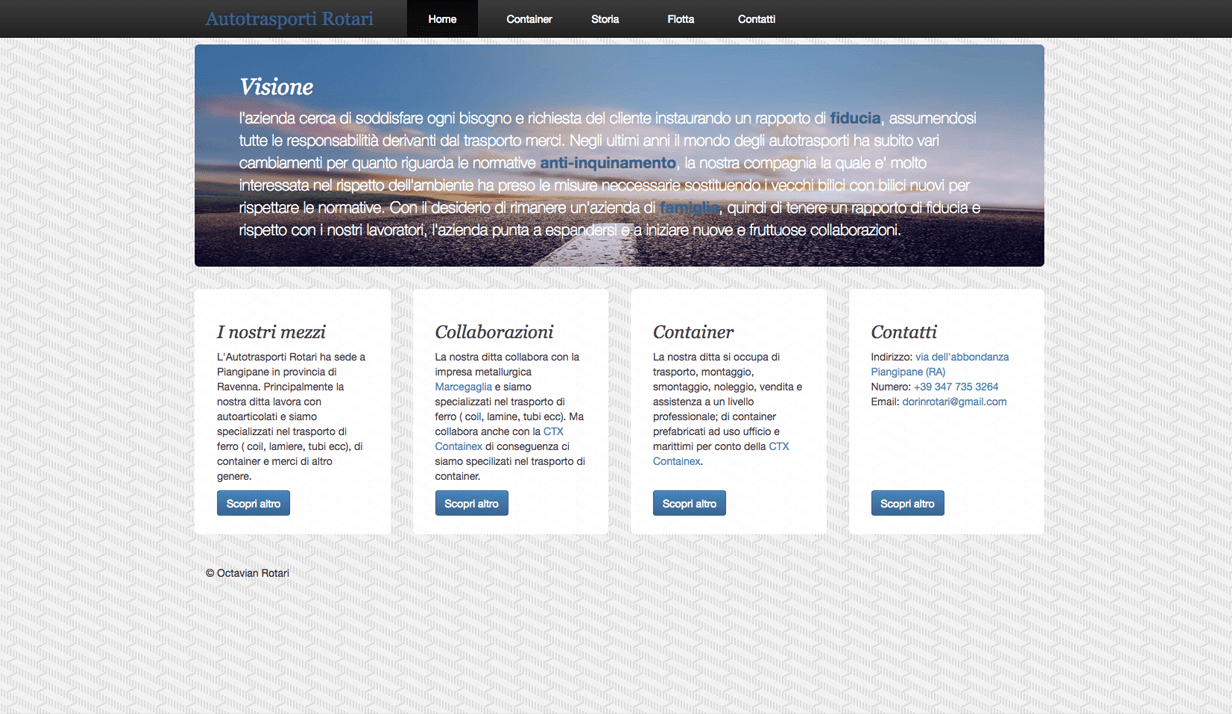 Autotrasporti Rotari
Home Container Storia Flotta Contatti
Visione
l'azienda cerca di soddisfare ogni bisogno e richiesta del cliente instaurando un rapporto di fiducia, assumendosi
tutte le responsabilità derivanti dal trasporto merci. Negli ultimi anni il mondo degli autotrasporti ha subito vari
cambiamenti per quanto riguarda le normative anti-inquinamento, la nostra compagnia la quale e' molto
interessata nel rispetto dell'ambiente ha preso le misure neccessarie sostituendo i vecchi bilici con bilici nuovi per
rispettare le normative. Con il desiderio di rimanere un'azienda di famiglia, quindi di tenere un rapporto di fiducia e
rispetto con i nostri lavoratori, l'azienda punta a espandersi e a iniziare nuove e fruttuose collaborazioni.
I nostri mezzi
L'Autotrasporti Rotari ha sede a
Piangipane in provincia di
Ravenna. Principalmente la
nostra ditta lavora con
autoarticolati e siamo
specializzati nel trasporto di
ferro ( coil, lamiere, tubi ecc), di
container e merci di altro
genere.
Scopri altro
Collaborazioni
La nostra ditta collabora con la
impresa metallurgica
Marcegaglia e siamo
specializzati nel trasporto di
ferro ( coil, lamine, tubi ecc). Ma
collabora anche con la CTX
Containex di conseguenza ci
siamo specilizati nel trasporto di
container.
Scopri altro
Container
La nostra ditta si occupa di
trasporto, montaggio,
smontaggio, noleggio, vendita e
assistenza a un livello
professionale; di container
prefabricati ad uso ufficio e
marittimi per conto della CTX
Containex.
Scopri altro
Contatti
Indirizzo: via dell'abbondanza
Piangipane (RA)
Numero: +39 347 735 3264
Email: dorinrotari@gmail.com
Scopri altro
© Octavian Rotari